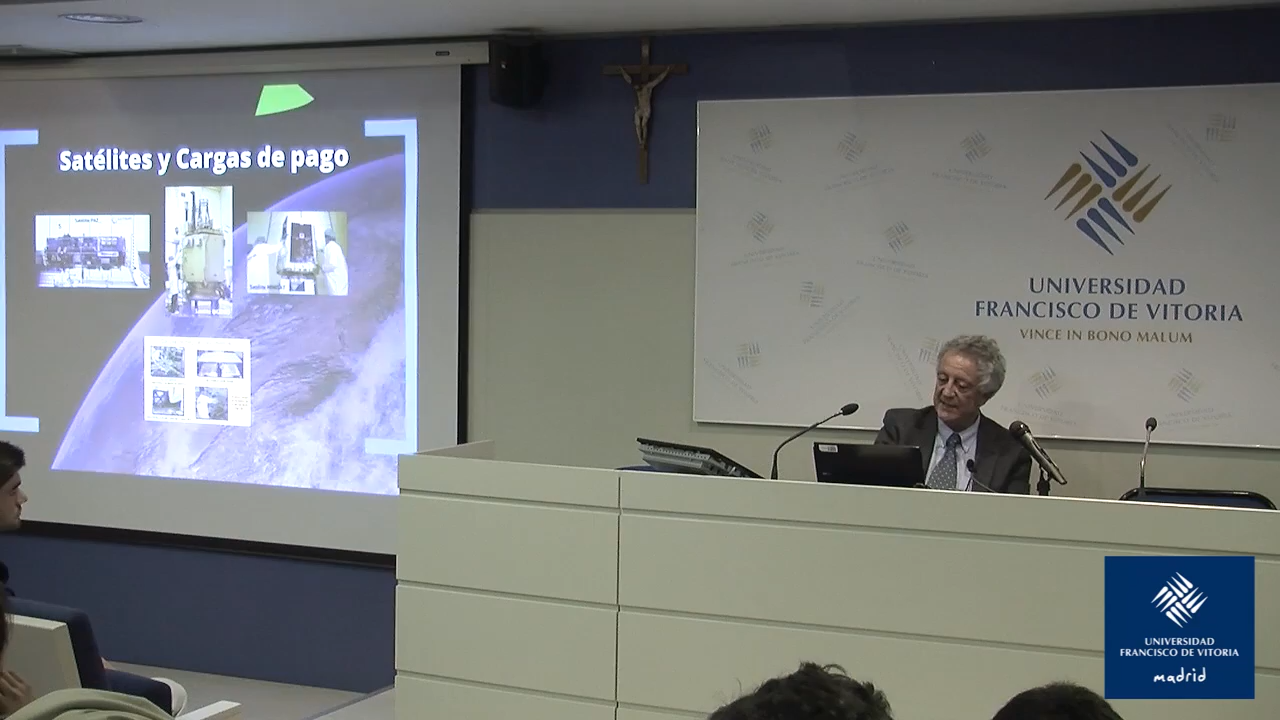 Satélites y Cargas de pago
UNIVERSIDAD
FRANCISCO DE VITORIA
VINCE IN BONO MALUM
UNIVERSIDAD
FRANCISCO DE VITORIA
madrid